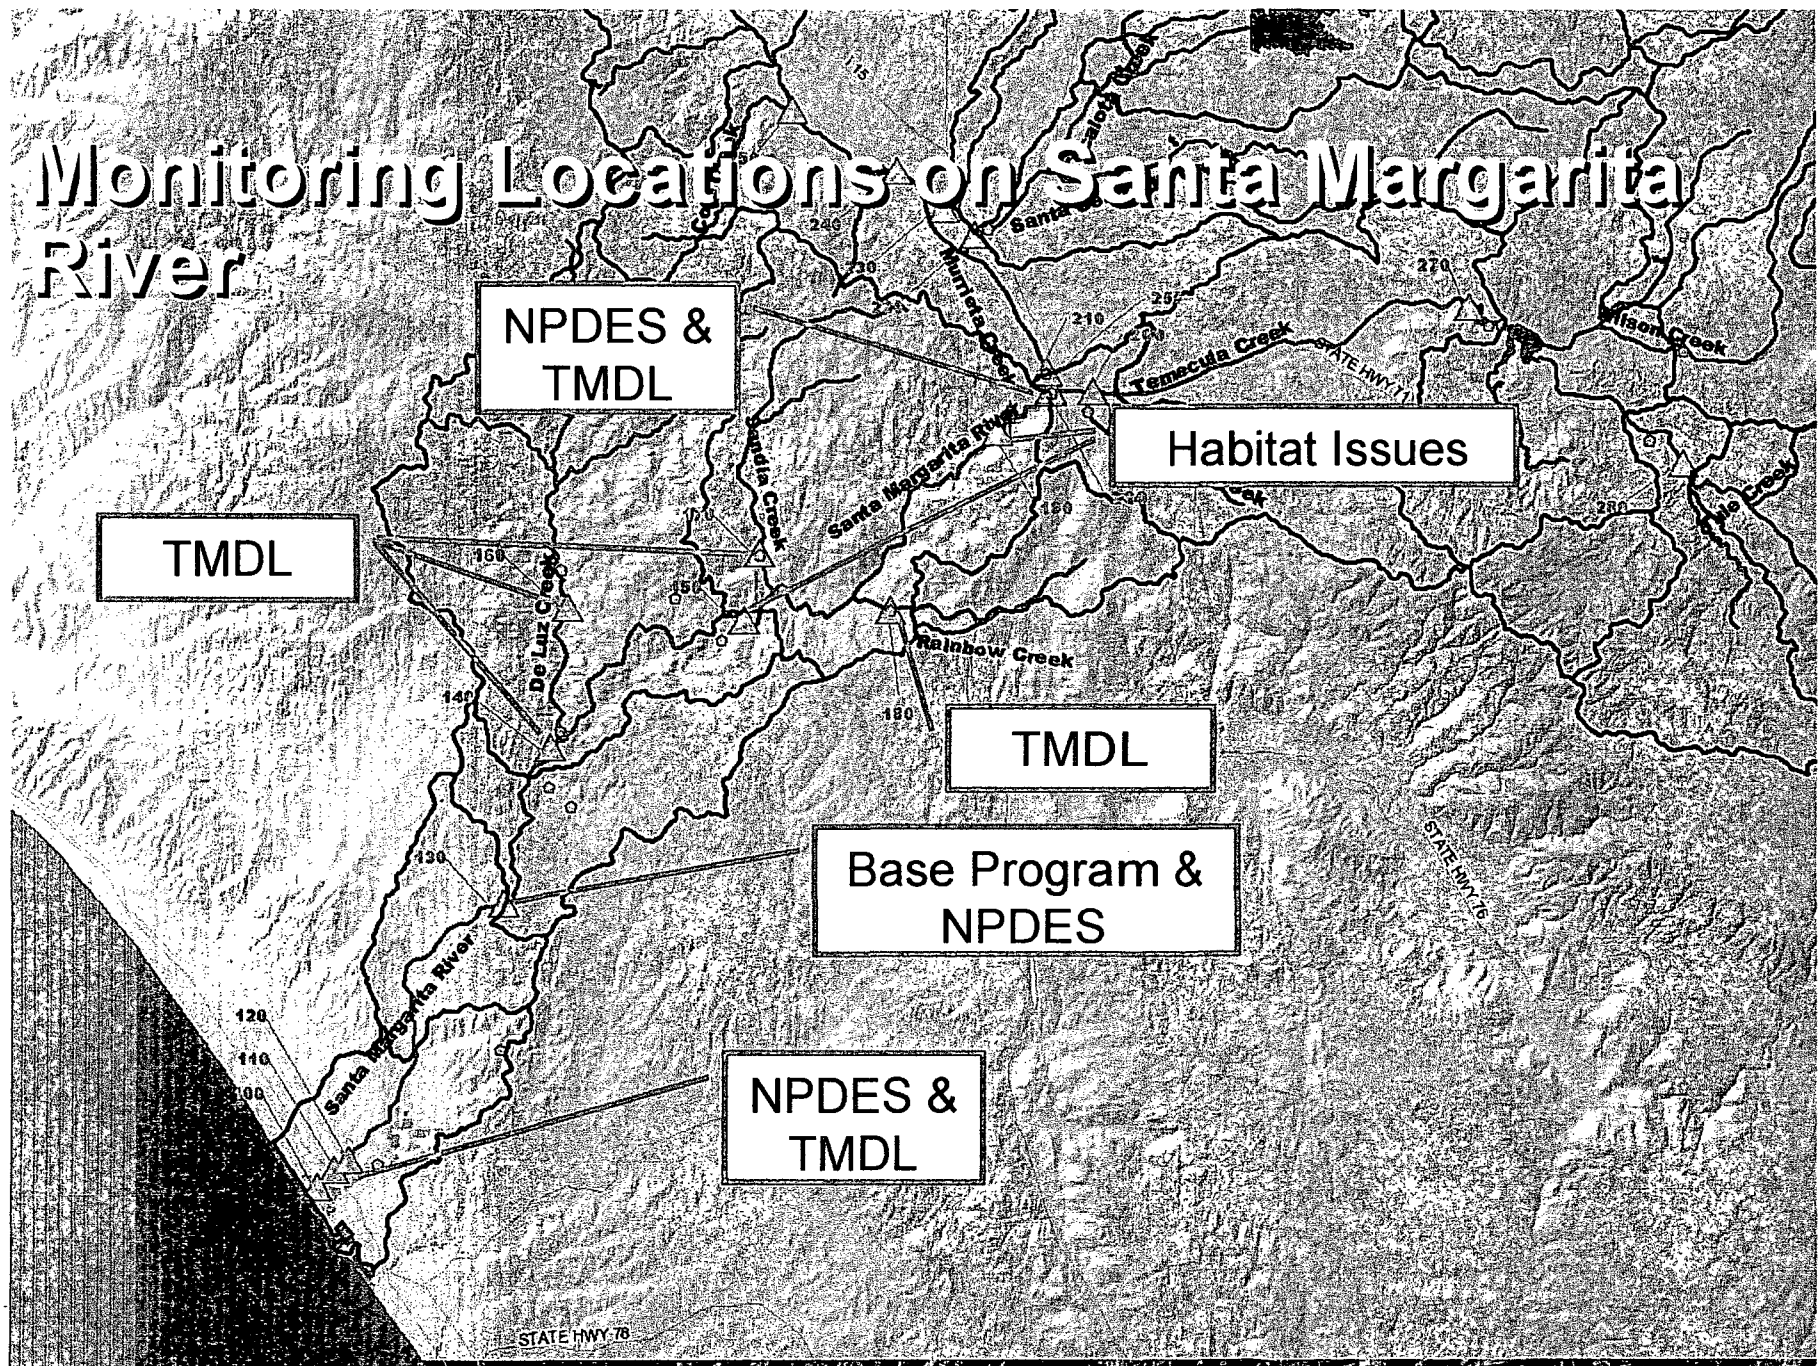 Monitoring Locations on Santa Margarita
River
I 15
240
230
Murrieta Creek
NPDES &
TMDL
210
270
Wilson Creek
Temecula Creek
STATE HWY 71
Habitat Issues
Sandia Creek
Santa Margarita River
TMDL
160
170
150
190
280
De Luz Creek
Rainbow Creek
140
180
TMDL
130
Base Program &
NPDES
STATE HWY 76
Santa Margarita River
120
110
100
NPDES &
TMDL
STATE HWY 78